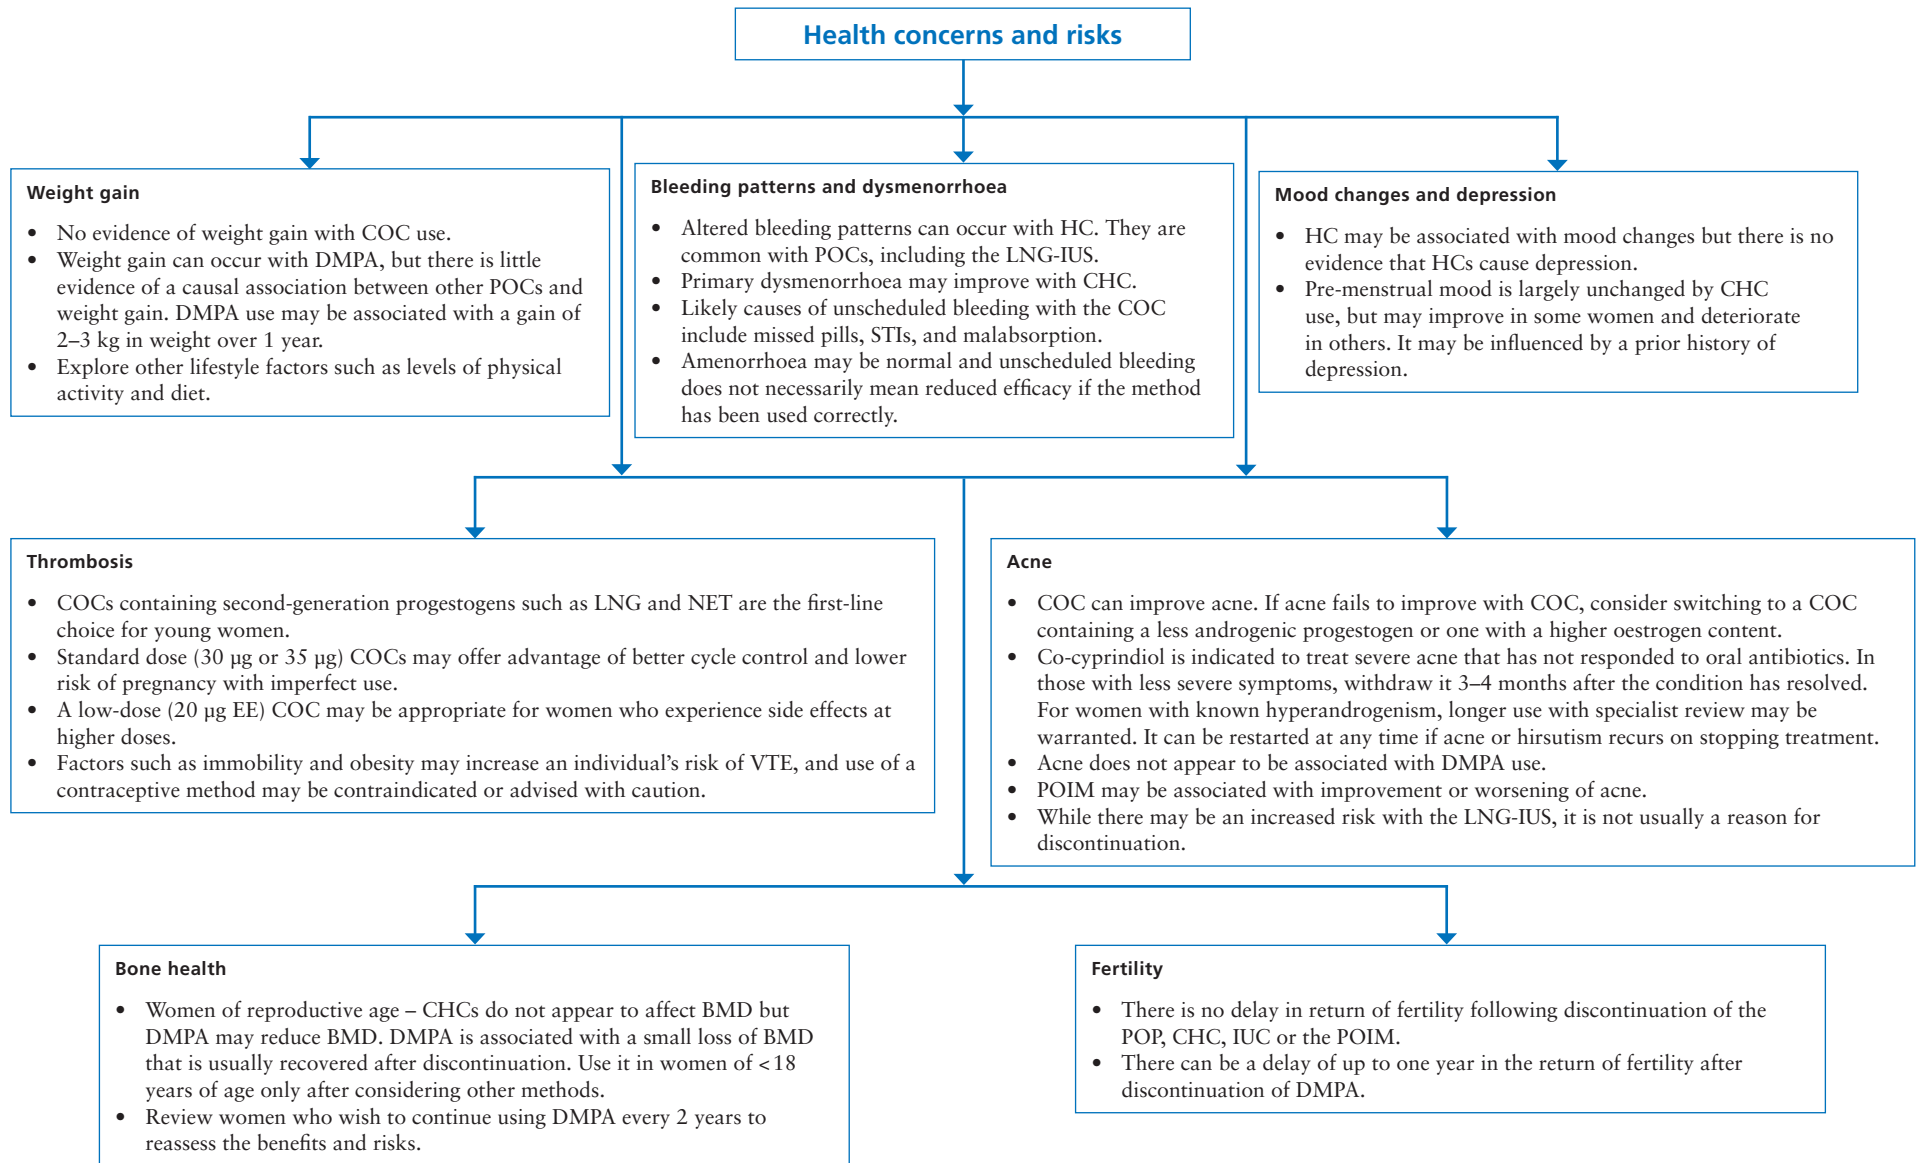 Health concerns and risks
Weight gain
• No evidence of weight gain with COC use.
• Weight gain can occur with DMPA, but there is little
evidence of a causal association between other POCs and
weight gain. DMPA use may be associated with a gain of
2–3 kg in weight over 1 year.
• Explore other lifestyle factors such as levels of physical
activity and diet.
Bleeding patterns and dysmenorrhoea
• Altered bleeding patterns can occur with HC. They are
common with POCs, including the LNG-IUS.
• Primary dysmenorrhoea may improve with CHC.
• Likely causes of unscheduled bleeding with the COC
include missed pills, STIs, and malabsorption.
• Amenorrhoea may be normal and unscheduled bleeding
does not necessarily mean reduced efficacy if the method
has been used correctly.
Mood changes and depression
• HC may be associated with mood changes but there is no
evidence that HCs cause depression.
• Pre-menstrual mood is largely unchanged by CHC
use, but may improve in some women and deteriorate
in others. It may be influenced by a prior history of
depression.
Thrombosis
• COCs containing second-generation progestogens such as LNG and NET are the first-line
choice for young women.
• Standard dose (30 µg or 35 µg) COCs may offer advantage of better cycle control and lower
risk of pregnancy with imperfect use.
• A low-dose (20 µg EE) COC may be appropriate for women who experience side effects at
higher doses.
• Factors such as immobility and obesity may increase an individual’s risk of VTE, and use of a
contraceptive method may be contraindicated or advised with caution.
Acne
• COC can improve acne. If acne fails to improve with COC, consider switching to a COC
containing a less androgenic progestogen or one with a higher oestrogen content.
• Co-cyprindiol is indicated to treat severe acne that has not responded to oral antibiotics. In
those with less severe symptoms, withdraw it 3–4 months after the condition has resolved.
For women with known hyperandrogenism, longer use with specialist review may be
warranted. It can be restarted at any time if acne or hirsutism recurs on stopping treatment.
• Acne does not appear to be associated with DMPA use.
• POIM may be associated with improvement or worsening of acne.
• While there may be an increased risk with the LNG-IUS, it is not usually a reason for
discontinuation.
Bone health
• Women of reproductive age – CHCs do not appear to affect BMD but
DMPA may reduce BMD. DMPA is associated with a small loss of BMD
that is usually recovered after discontinuation. Use it in women of <18
years of age only after considering other methods.
• Review women who wish to continue using DMPA every 2 years to
reassess the benefits and risks.
Fertility
• There is no delay in return of fertility following discontinuation of the
POP, CHC, IUC or the POIM.
• There can be a delay of up to one year in the return of fertility after
discontinuation of DMPA.